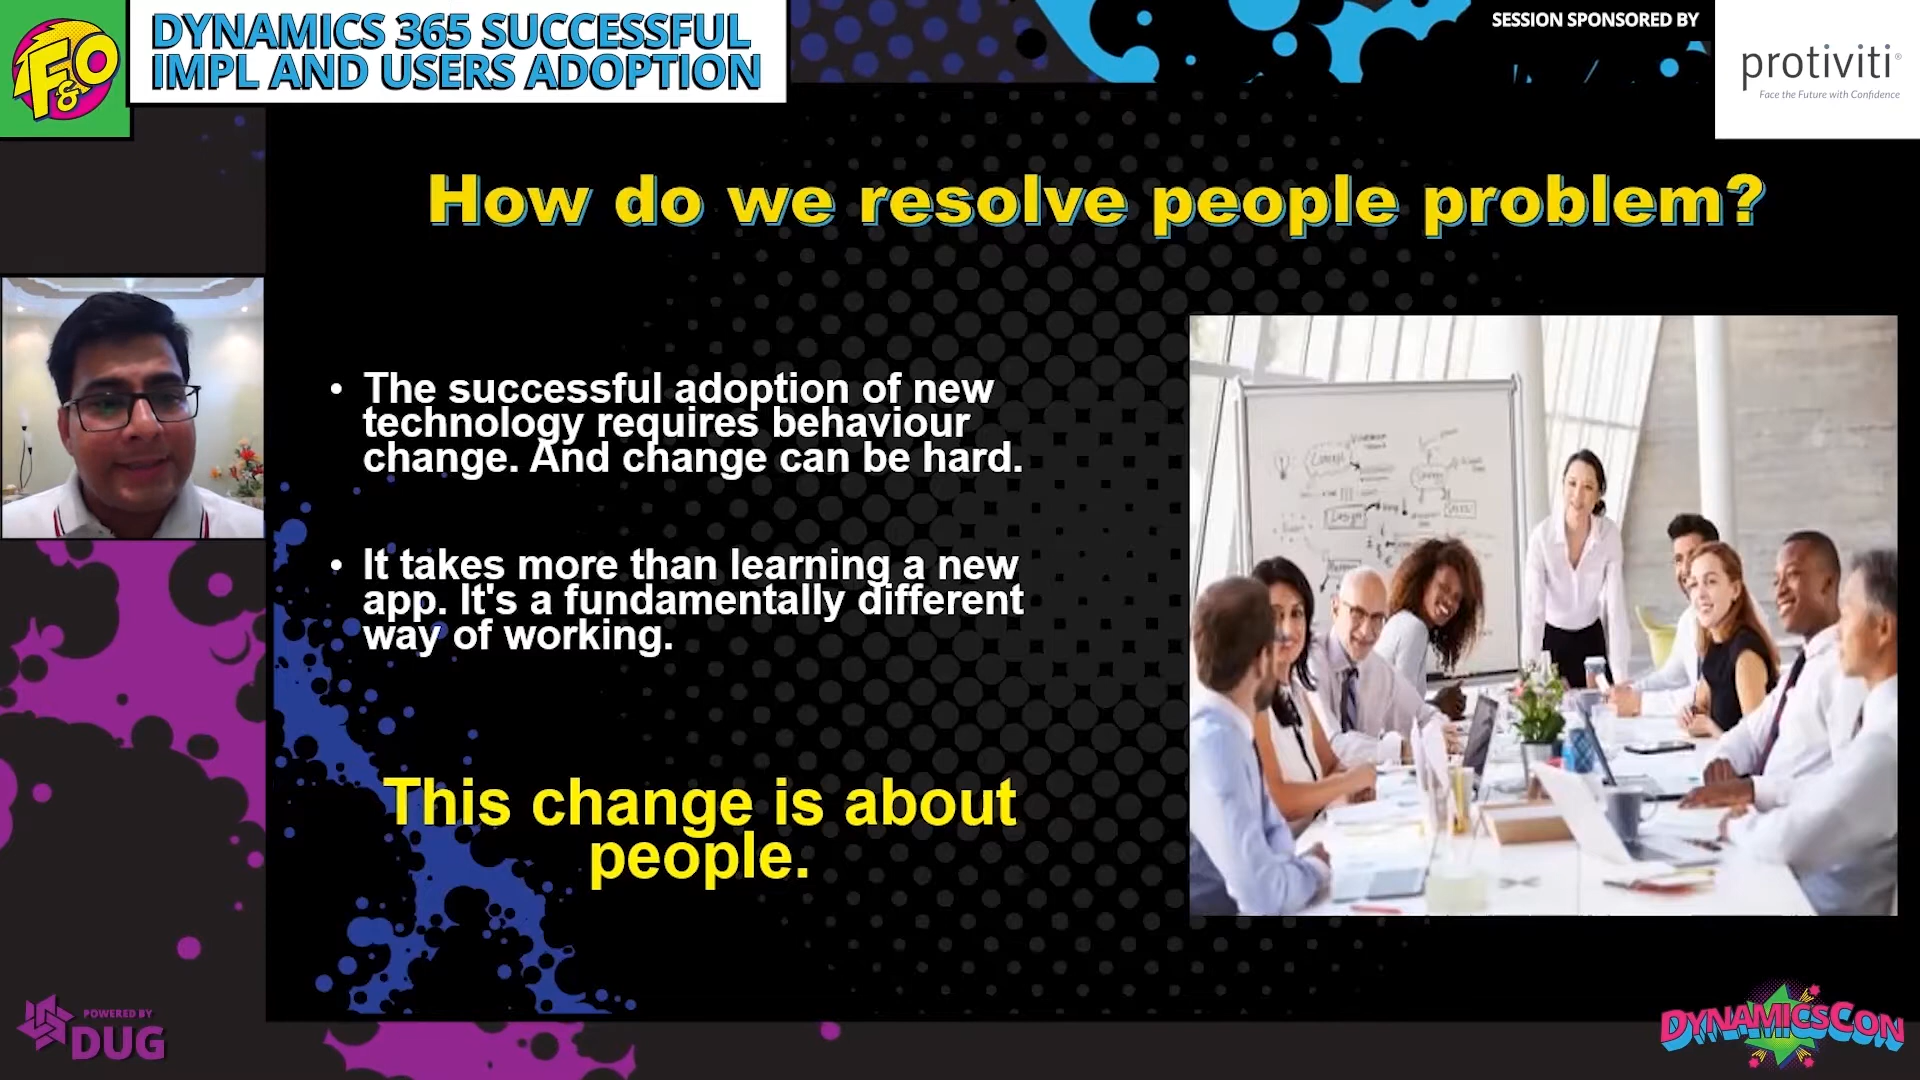 F&O
DYNAMICS 365 SUCCESSFUL
IMPL AND USERS ADOPTION
SESSION SPONSORED BY
protiviti®
Face the Future with Confidence
How do we resolve people problem?
• The successful adoption of new
technology requires behaviour
change. And change can be hard.
• It takes more than learning a new
app. It's a fundamentally different
way of working.
This change is about
people.
Concept
Design
POWERED BY
DUG
DYNAMICSCON